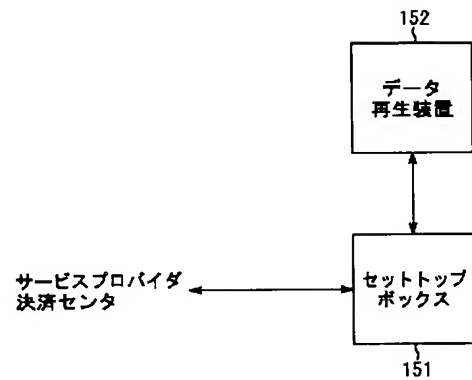 152
データ
再生装置
サービスプロバイダ
決済センタ
セットトップ
ボックス
151